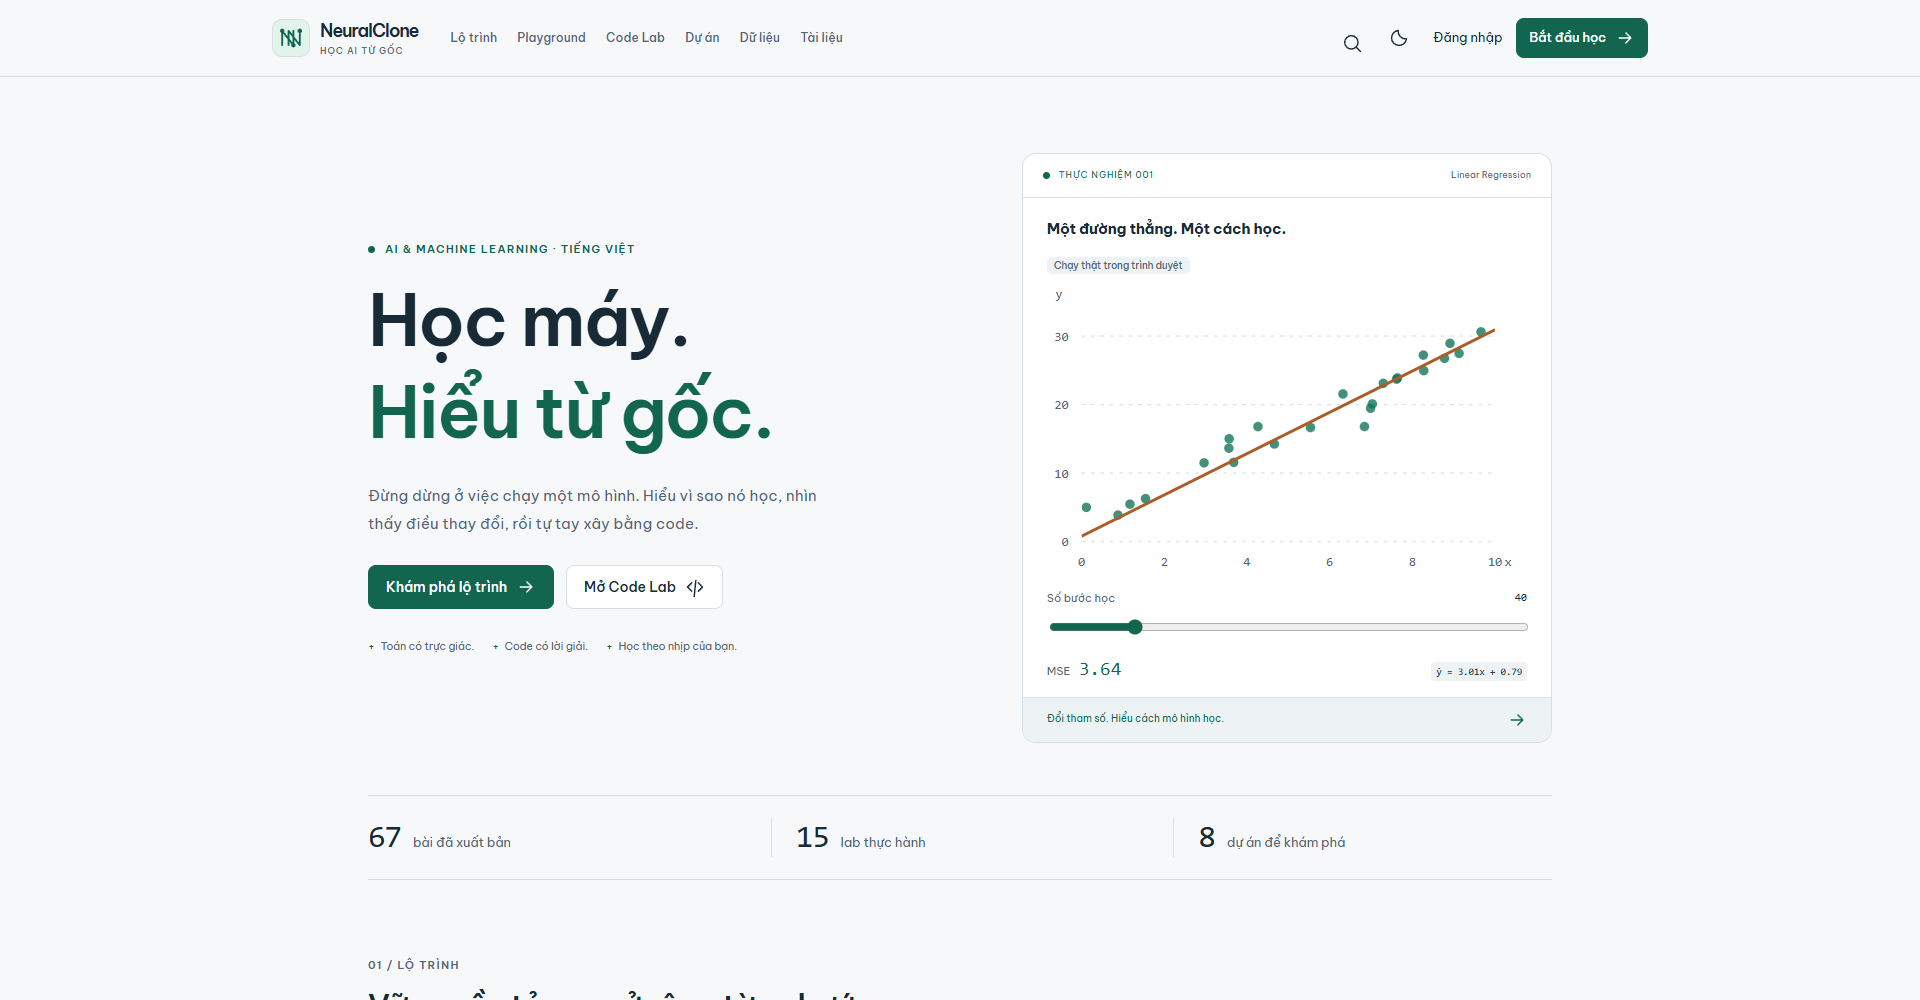 NeuralClone
HỌC AI TỪ GỐC
Lộ trình
Playground
Code Lab
Dự án
Dữ liệu
Tài liệu
Đăng nhập
Bắt đầu học
AI & MACHINE LEARNING · TIẾNG VIỆT
Học máy.
Hiểu từ gốc.
Đừng dừng ở việc chạy một mô hình. Hiểu vì sao nó học, nhìn
thấy điều thay đổi, rồi tự tay xây bằng code.
Khám phá lộ trình
Mở Code Lab
+ Toán có trực giác.
+ Code có lời giải.
+ Học theo nhịp của bạn.
THỰC NGHIỆM 001
Linear Regression
Một đường thẳng. Một cách học.
Chạy thật trong trình duyệt
y
30
20
10
0
0 2 4 6 8 10 x
Số bước học 40
MSE 3.64
ŷ = 3.01x + 0.79
Đổi tham số. Hiểu cách mô hình học.
67 bài đã xuất bản
15 lab thực hành
8 dự án để khám phá
01 / LỘ TRÌNH